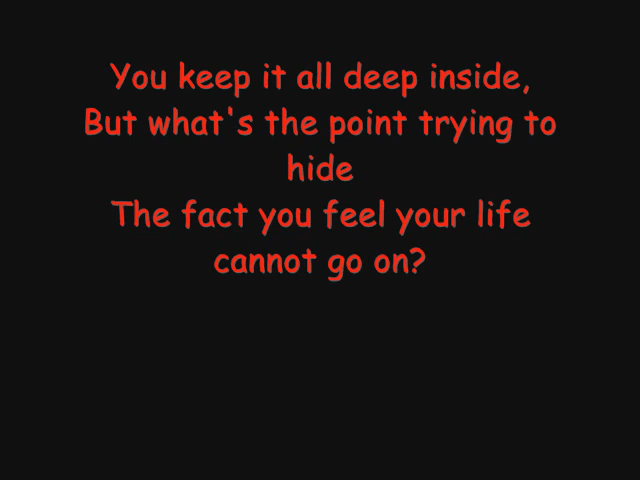 You keep it all deep inside,
But what's the point trying to
hide
The fact you feel your life
cannot go on?